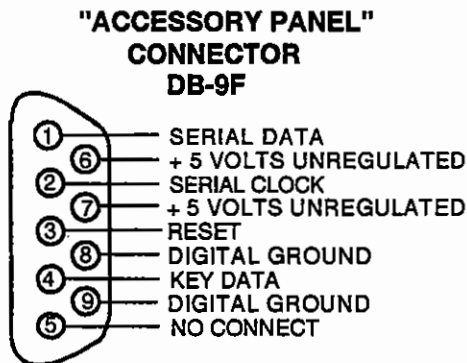 "ACCESSORY PANEL"
CONNECTOR
DB-9F
1 SERIAL DATA
6 + 5 VOLTS UNREGULATED
2 SERIAL CLOCK
7 + 5 VOLTS UNREGULATED
3 RESET
8 DIGITAL GROUND
4 KEY DATA
9 DIGITAL GROUND
5 NO CONNECT